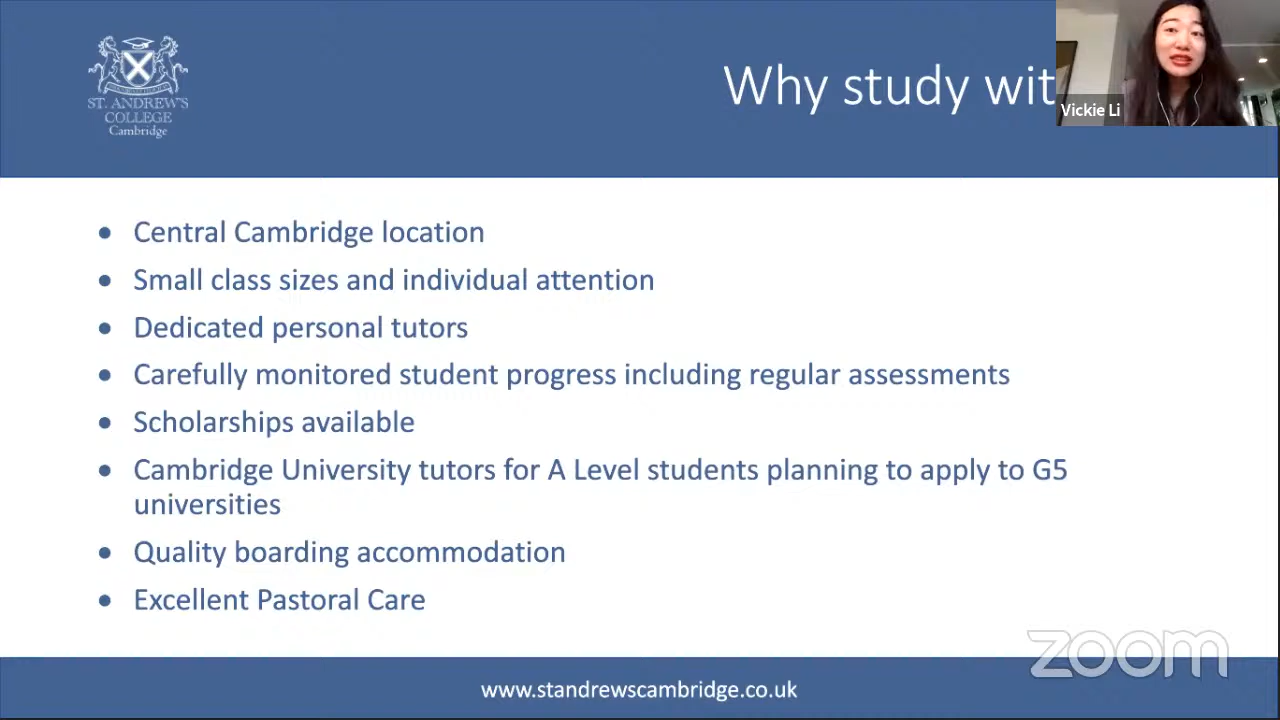 ST. ANDREW'S
COLLEGE
Cambridge
Why study wit
Vickie Li
• Central Cambridge location
• Small class sizes and individual attention
• Dedicated personal tutors
• Carefully monitored student progress including regular assessments
• Scholarships available
• Cambridge University tutors for A Level students planning to apply to G5
universities
• Quality boarding accommodation
• Excellent Pastoral Care
zoom
www.standrewscambridge.co.uk